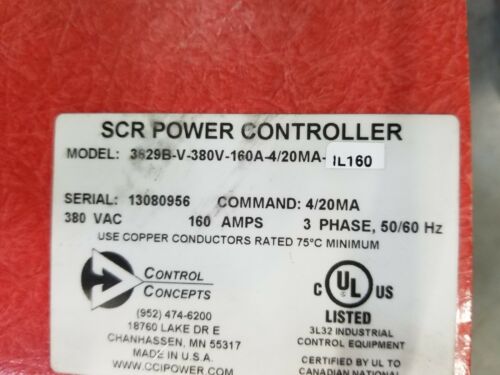 SCR POWER CONTROLLER
MODEL: 3629B-V-380V-160A-4/20MA-IL160
SERIAL: 13080956 COMMAND: 4/20MA
380 VAC 160 AMPS 3 PHASE, 50/60 Hz
USE COPPER CONDUCTORS RATED 75°C MINIMUM
CONTROL
CONCEPTS
(952) 474-6200
18760 LAKE DR E
CHANHASSEN, MN 55317
MADE IN U.S.A.
WWW.CCIPOWER.COM
C UL US
LISTED
3L32 INDUSTRIAL
CONTROL EQUIPMENT
CERTIFIED BY UL TO
CANADIAN NATIONAL